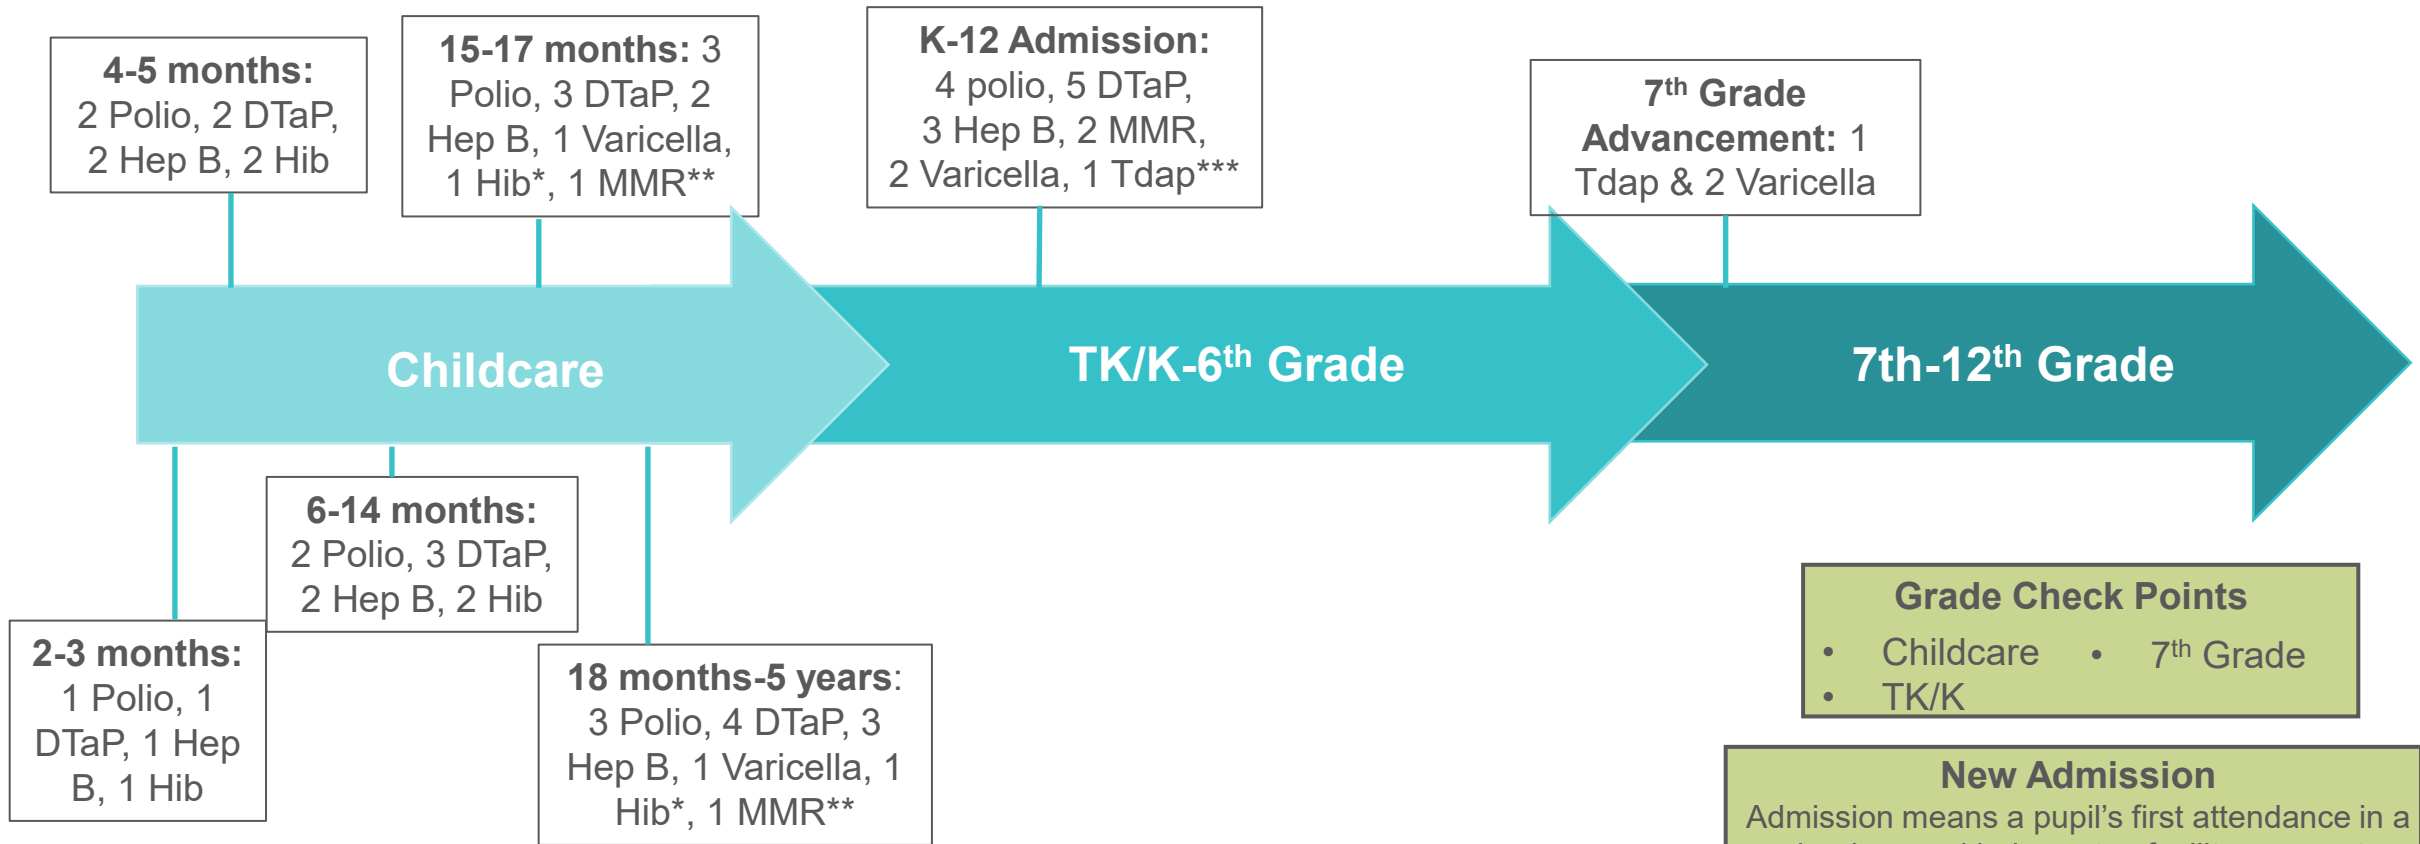 4-5 months:
2 Polio, 2 DTaP,
2 Hep B, 2 Hib
15-17 months: 3
Polio, 3 DTaP, 2
Hep B, 1 Varicella,
1 Hib*, 1 MMR**
K-12 Admission:
4 polio, 5 DTaP,
3 Hep B, 2 MMR,
2 Varicella, 1 Tdap***
7th Grade
Advancement: 1
Tdap & 2 Varicella
Childcare
TK/K-6th Grade
7th-12th Grade
2-3 months:
1 Polio, 1
DTaP, 1 Hep
B, 1 Hib
6-14 months:
2 Polio, 3 DTaP,
2 Hep B, 2 Hib
18 months-5 years:
3 Polio, 4 DTaP, 3
Hep B, 1 Varicella, 1
Hib*, 1 MMR**
Grade Check Points
• Childcare • 7th Grade
• TK/K
New Admission
Admission means a pupil's first attendance in a